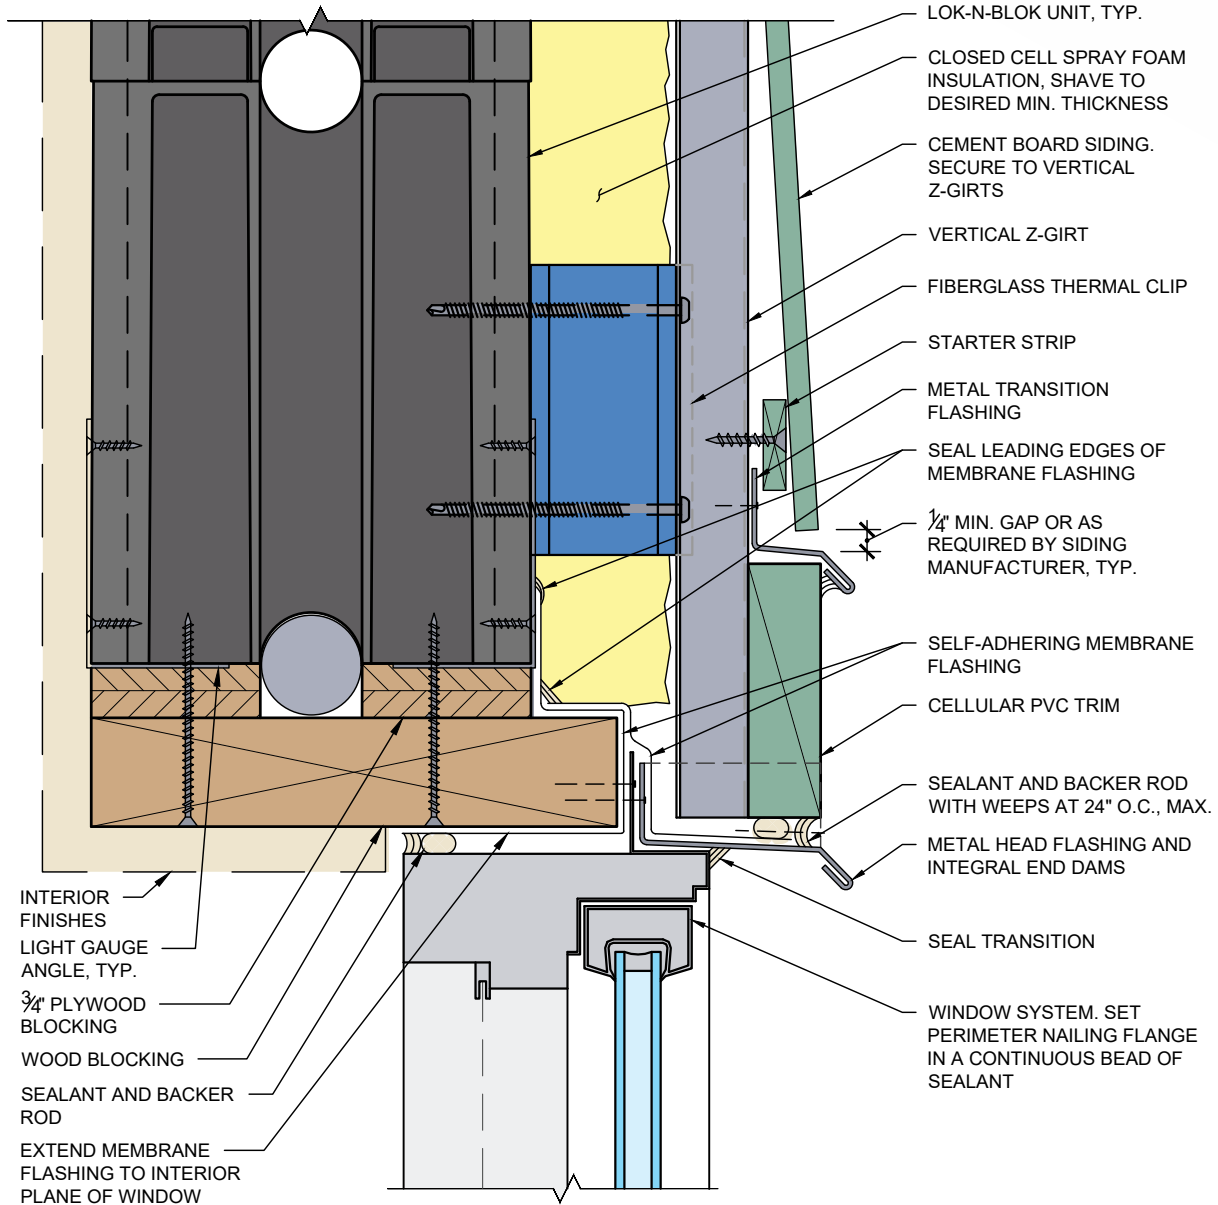 LOK-N-BLOK UNIT, TYP.
CLOSED CELL SPRAY FOAM
INSULATION, SHAVE TO
DESIRED MIN. THICKNESS
CEMENT BOARD SIDING.
SECURE TO VERTICAL
Z-GIRTS
VERTICAL Z-GIRT
FIBERGLASS THERMAL CLIP
STARTER STRIP
METAL TRANSITION
FLASHING
SEAL LEADING EDGES OF
MEMBRANE FLASHING
1/4" MIN. GAP OR AS
REQUIRED BY SIDING
MANUFACTURER, TYP.
SELF-ADHERING MEMBRANE
FLASHING
CELLULAR PVC TRIM
SEALANT AND BACKER ROD
WITH WEEPS AT 24" O.C., MAX.
METAL HEAD FLASHING AND
INTEGRAL END DAMS
SEAL TRANSITION
WINDOW SYSTEM. SET
PERIMETER NAILING FLANGE
IN A CONTINUOUS BEAD OF
SEALANT
INTERIOR
FINISHES
LIGHT GAUGE
ANGLE, TYP.
3/4" PLYWOOD
BLOCKING
WOOD BLOCKING
SEALANT AND BACKER
ROD
EXTEND MEMBRANE
FLASHING TO INTERIOR
PLANE OF WINDOW